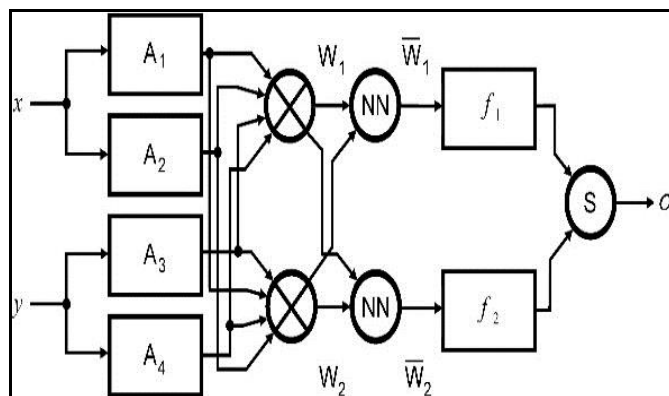 x
A₁
A₂
y
A₃
A₄
W₁
W₂
NN
NN
W̅₁
W̅₂
f₁
f₂
S
O